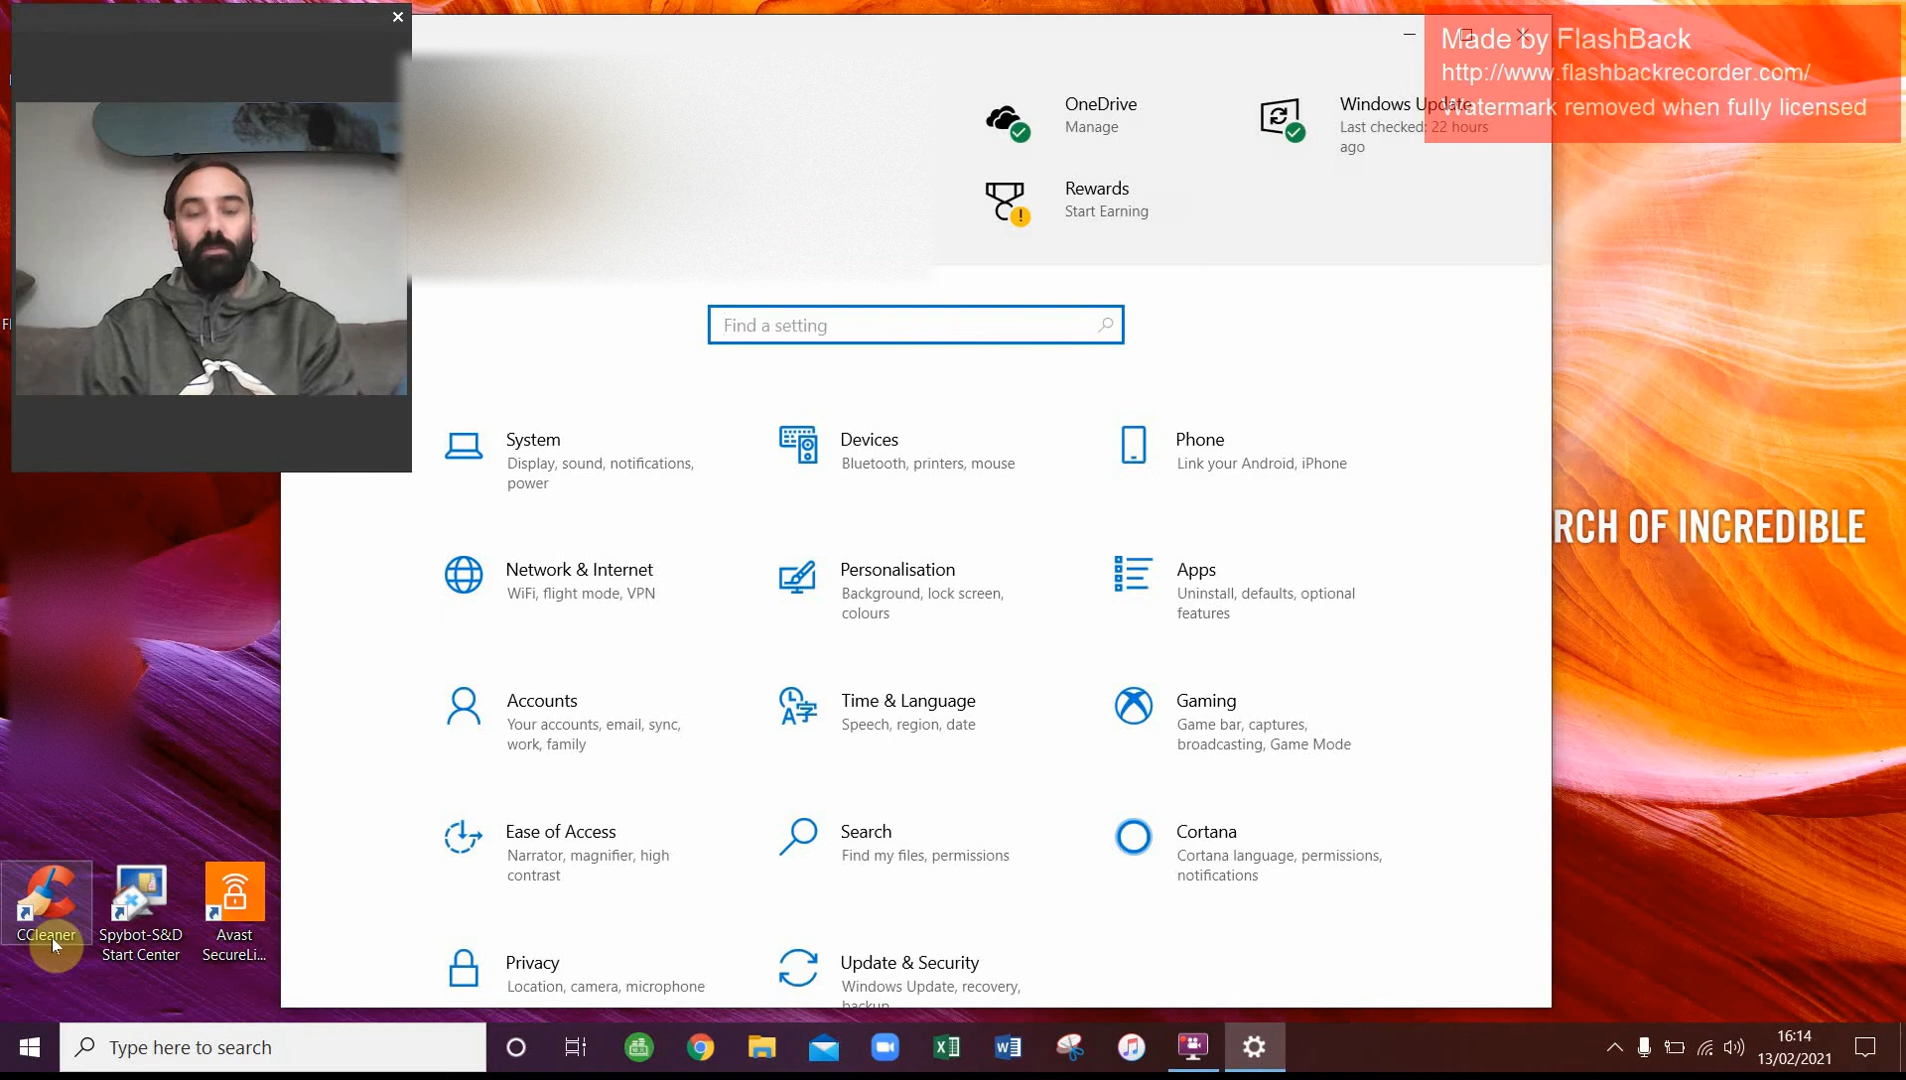 Made by FlashBack
http://www.flashbackrecorder.com/
Watermark removed when fully licensed
OneDrive
Manage
Windows Update
Last checked: 22 hours
ago
Rewards
Start Earning
Find a setting
System
Display, sound, notifications,
power
Devices
Bluetooth, printers, mouse
Phone
Link your Android, iPhone
RCH OF INCREDIBLE
Network & Internet
WiFi, flight mode, VPN
Personalisation
Background, lock screen,
colours
Apps
Uninstall, defaults, optional
features
Accounts
Your accounts, email, sync,
work, family
Time & Language
Speech, region, date
Gaming
Game bar, captures,
broadcasting, Game Mode
Ease of Access
Narrator, magnifier, high
contrast
Search
Find my files, permissions
Cortana
Cortana language, permissions,
notifications
CCleaner
Spybot-S&D
Start Center
Avast
SecureLi...
Privacy
Location, camera, microphone
Update & Security
Windows Update, recovery,
backup
Type here to search
16:14
13/02/2021